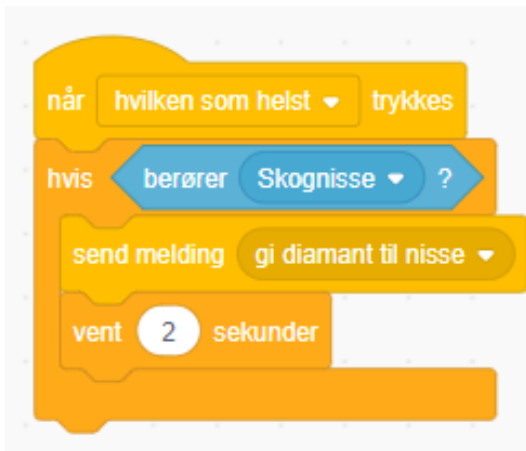 når hvilken som helst trykkes
hvis berører Skognisse ?
send melding gi diamant til nisse
vent 2 sekunder